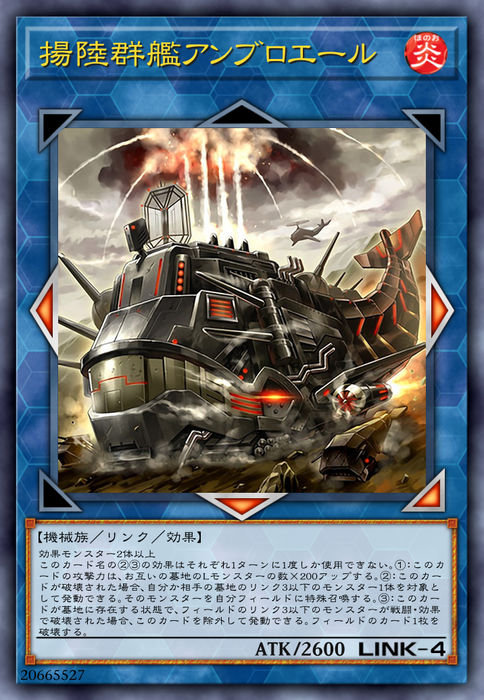 揚陸群艦アンブロエール
ほのお
炎
【機械族／リンク／効果】
効果モンスター2体以上
このカード名の②③の効果はそれぞれ1ターンに1度しか使用できない。①：このカ
ードの攻撃力は、お互いの墓地のLモンスターの数×200アップする。②：このカー
ドが破壊された場合、自分か相手の墓地のリンク3以下のモンスター1体を対象と
して発動できる。そのモンスターを自分フィールドに特殊召喚する。③：このカー
ドが墓地に存在する状態で、フィールドのリンク3以下のモンスターが戦闘・効果
で破壊された場合、このカードを除外して発動できる。フィールドのカード1枚を
破壊する。
ATK/2600 LINK-4
20665527